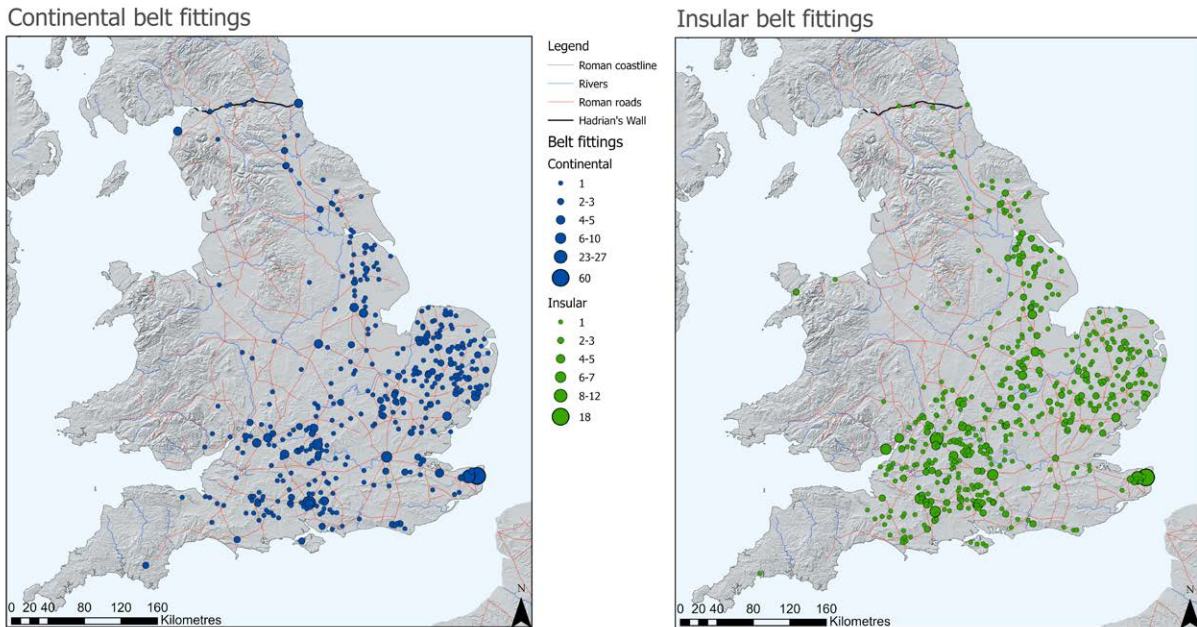 Continental belt fittings
Insular belt fittings
Legend
Roman coastline
Rivers
Roman roads
Hadrian's Wall
Belt fittings
Continental
1
2-3
4-5
6-10
23-27
60
Insular
1
2-3
4-5
6-7
8-12
18
N
0 20 40 80 120 160
Kilometres
N
0 20 40 80 120 160
Kilometres